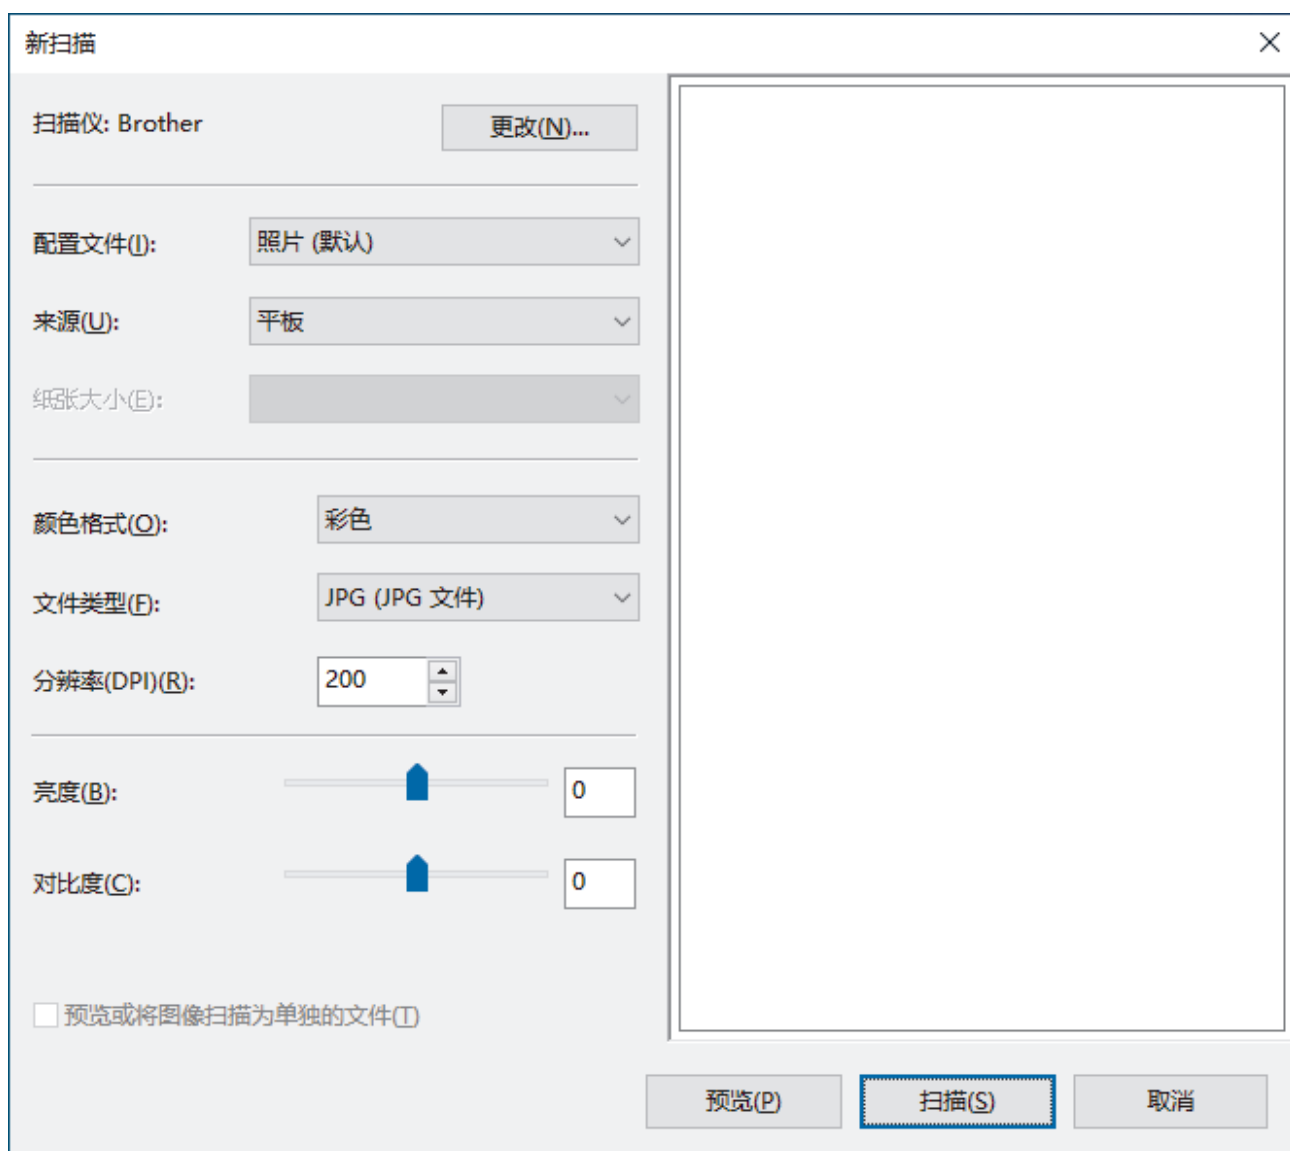 新扫描
扫描仪: Brother
更改(N)...
配置文件(I):
照片 (默认)
来源(U):
平板
纸张大小(E):
颜色格式(O):
彩色
文件类型(F):
JPG (JPG 文件)
分辨率(DPI)(R):
200
亮度(B):
0
对比度(C):
0
预览或将图像扫描为单独的文件(T)
预览(P)
扫描(S)
取消